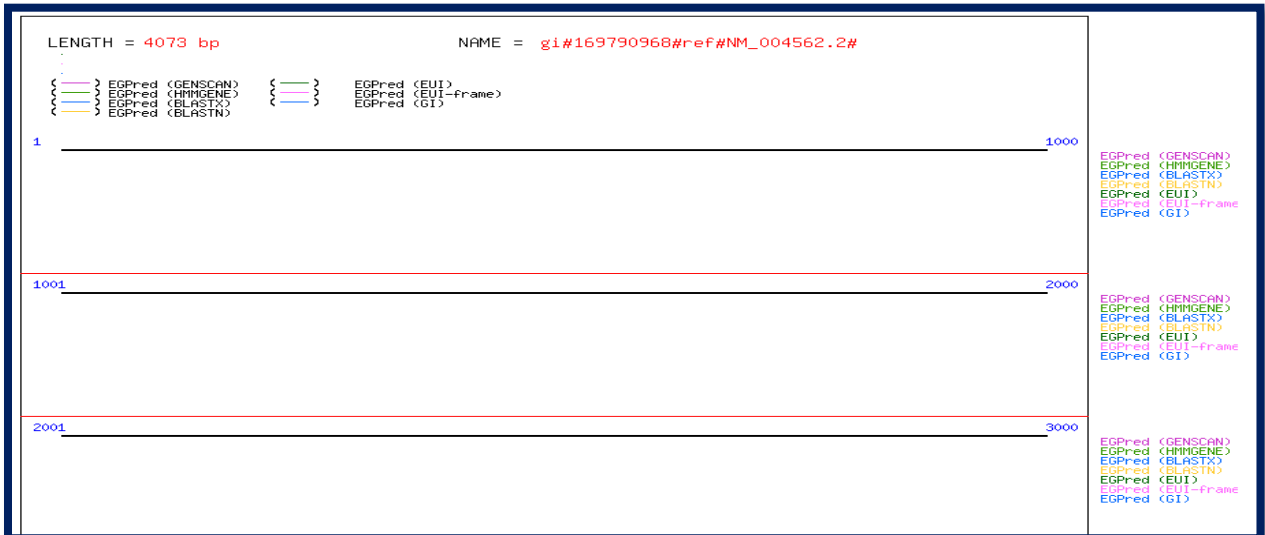 LENGTH = 4073 bp NAME = gi#169790968#ref#NM_004562.2#
EGPred (GENSCAN) EGPred (EUI)
EGPred (HMMGENE) EGPred (EUI-frame)
EGPred (BLASTX) EGPred (GI)
EGPred (BLASTN)
1 1000
EGPred (GENSCAN)
EGPred (HMMGENE)
EGPred (BLASTX)
EGPred (BLASTN)
EGPred (EUI)
EGPred (EUI-frame
EGPred (GI)
1001 2000
EGPred (GENSCAN)
EGPred (HMMGENE)
EGPred (BLASTX)
EGPred (BLASTN)
EGPred (EUI)
EGPred (EUI-frame
EGPred (GI)
2001 3000
EGPred (GENSCAN)
EGPred (HMMGENE)
EGPred (BLASTX)
EGPred (BLASTN)
EGPred (EUI)
EGPred (EUI-frame
EGPred (GI)